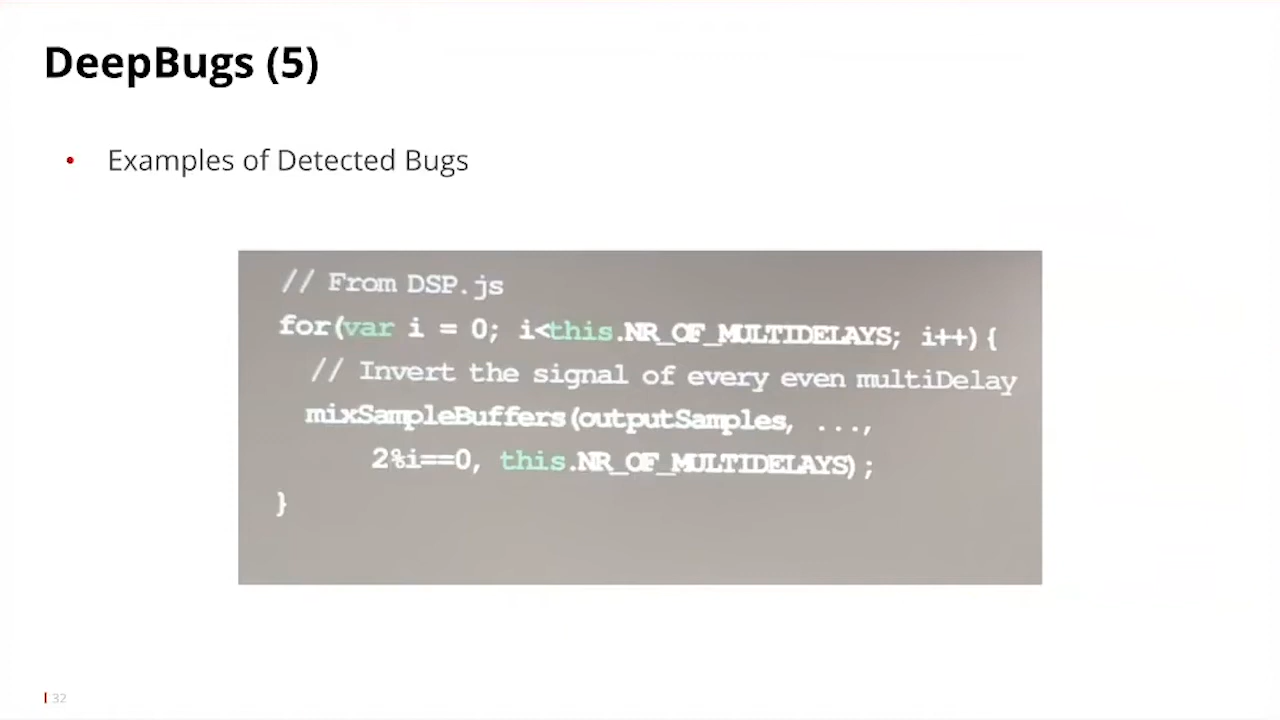 DeepBugs (5)
• Examples of Detected Bugs
// From DSP.js
for(var i = 0; i<this.NR_OF_MULTIDELAYS; i++){
// Invert the signal of every even multiDelay
mixSampleBuffers(outputSamples, ...,
2%i==0, this.NR_OF_MULTIDELAYS);
}
32